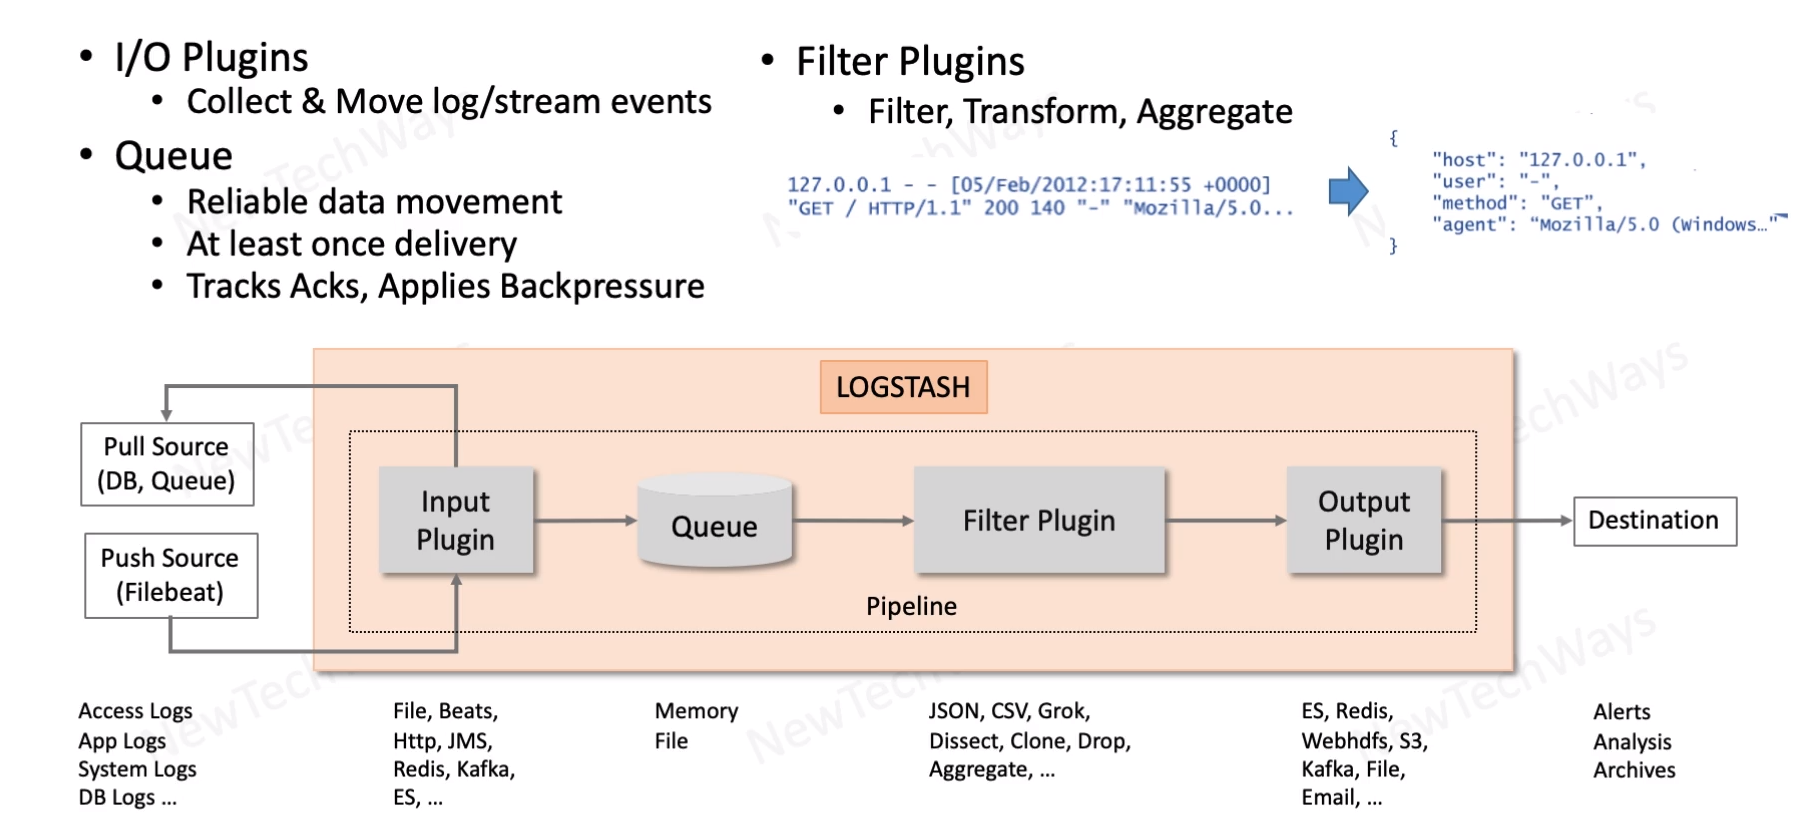 • I/O Plugins
• Collect & Move log/stream events
• Queue
• Reliable data movement
• At least once delivery
• Tracks Acks, Applies Backpressure
• Filter Plugins
• Filter, Transform, Aggregate
127.0.0.1 - - [05/Feb/2012:17:11:55 +0000]
"GET / HTTP/1.1" 200 140 "-" "Mozilla/5.0...
{
"host": "127.0.0.1",
"user": "-",
"method": "GET",
"agent": "Mozilla/5.0 (Windows…"
}
LOGSTASH
Pull Source
(DB, Queue)
Push Source
(Filebeat)
Input
Plugin
Queue
Filter Plugin
Output
Plugin
Destination
Pipeline
Access Logs
App Logs
System Logs
DB Logs ...
File, Beats,
Http, JMS,
Redis, Kafka,
ES, ...
Memory
File
JSON, CSV, Grok,
Dissect, Clone, Drop,
Aggregate, ...
ES, Redis,
Webhdfs, S3,
Kafka, File,
Email, ...
Alerts
Analysis
Archives
NewTechWays